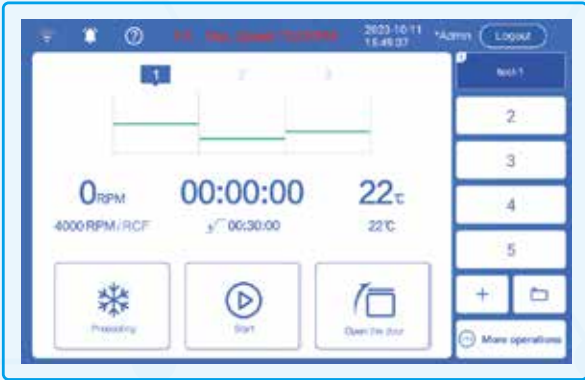 2023-10-11
15:49:37
*Admin
Logout
1
2
3
test-1
2
3
4
5
0RPM
00:00:00
22℃
4000 RPM/RCF
00:30:00
22℃
Precooling
Start
Open the door
+
More operations